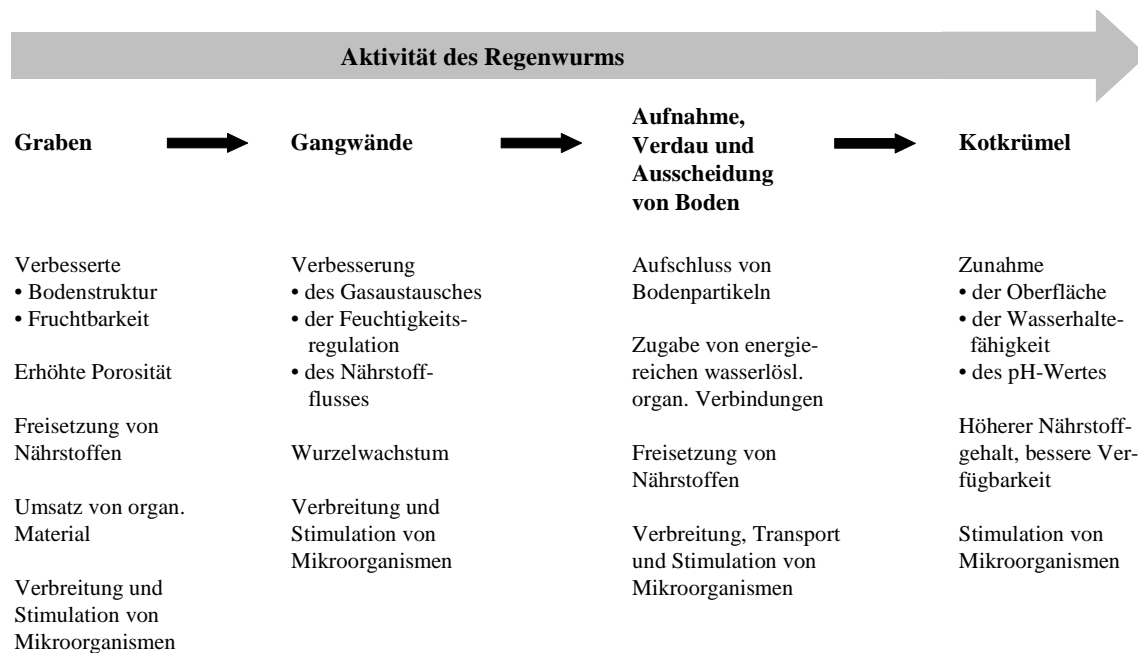 Aktivität des Regenwurms
Graben
Gangwände
Aufnahme,
Verdau und
Ausscheidung
von Boden
Kotkrümel
Verbesserte
• Bodenstruktur
• Fruchtbarkeit
Erhöhte Porosität
Freisetzung von
Nährstoffen
Umsatz von organ.
Material
Verbreitung und
Stimulation von
Mikroorganismen
Verbesserung
• des Gasaustausches
• der Feuchtigkeits-
regulation
• des Nährstoff-
flusses
Wurzelwachstum
Verbreitung und
Stimulation von
Mikroorganismen
Aufschluss von
Bodenpartikeln
Zugabe von energie-
reichen wasserlösl.
organ. Verbindungen
Freisetzung von
Nährstoffen
Verbreitung, Transport
und Stimulation von
Mikroorganismen
Zunahme
• der Oberfläche
• der Wasserhalte-
fähigkeit
• des pH-Wertes
Höherer Nährstoff-
gehalt, bessere Ver-
fügbarkeit
Stimulation von
Mikroorganismen